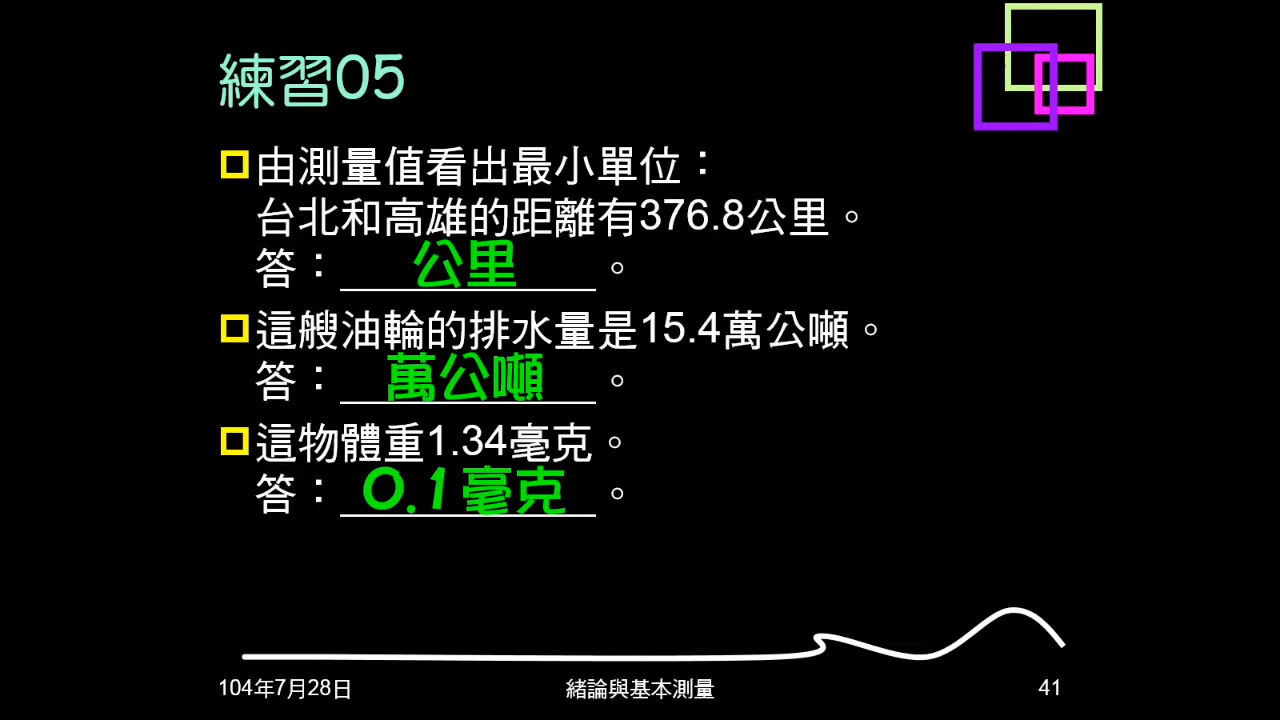 練習05
由測量值看出最小單位：
台北和高雄的距離有376.8公里。
答：公里。
這艘油輪的排水量是15.4萬公噸。
答：萬公噸。
這物體重1.34毫克。
答：0.1毫克。
104年7月28日
緒論與基本測量
41